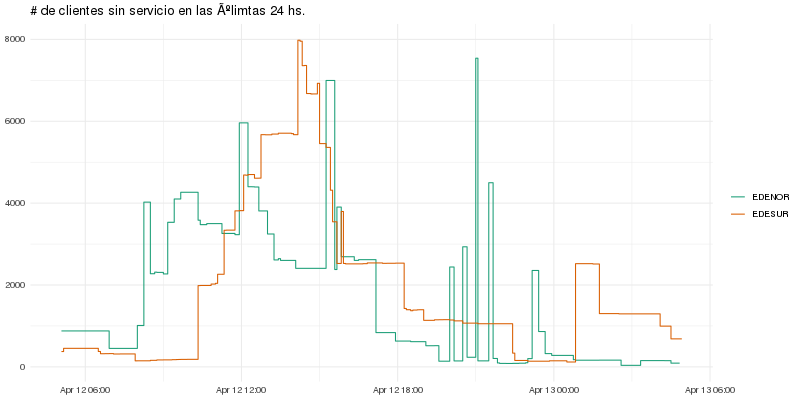 # de clientes sin servicio en las Ãºlimtas 24 hs.
8000
6000
4000
2000
0
Apr 12 06:00
Apr 12 12:00
Apr 12 18:00
Apr 13 00:00
Apr 13 06:00
EDENOR
EDESUR